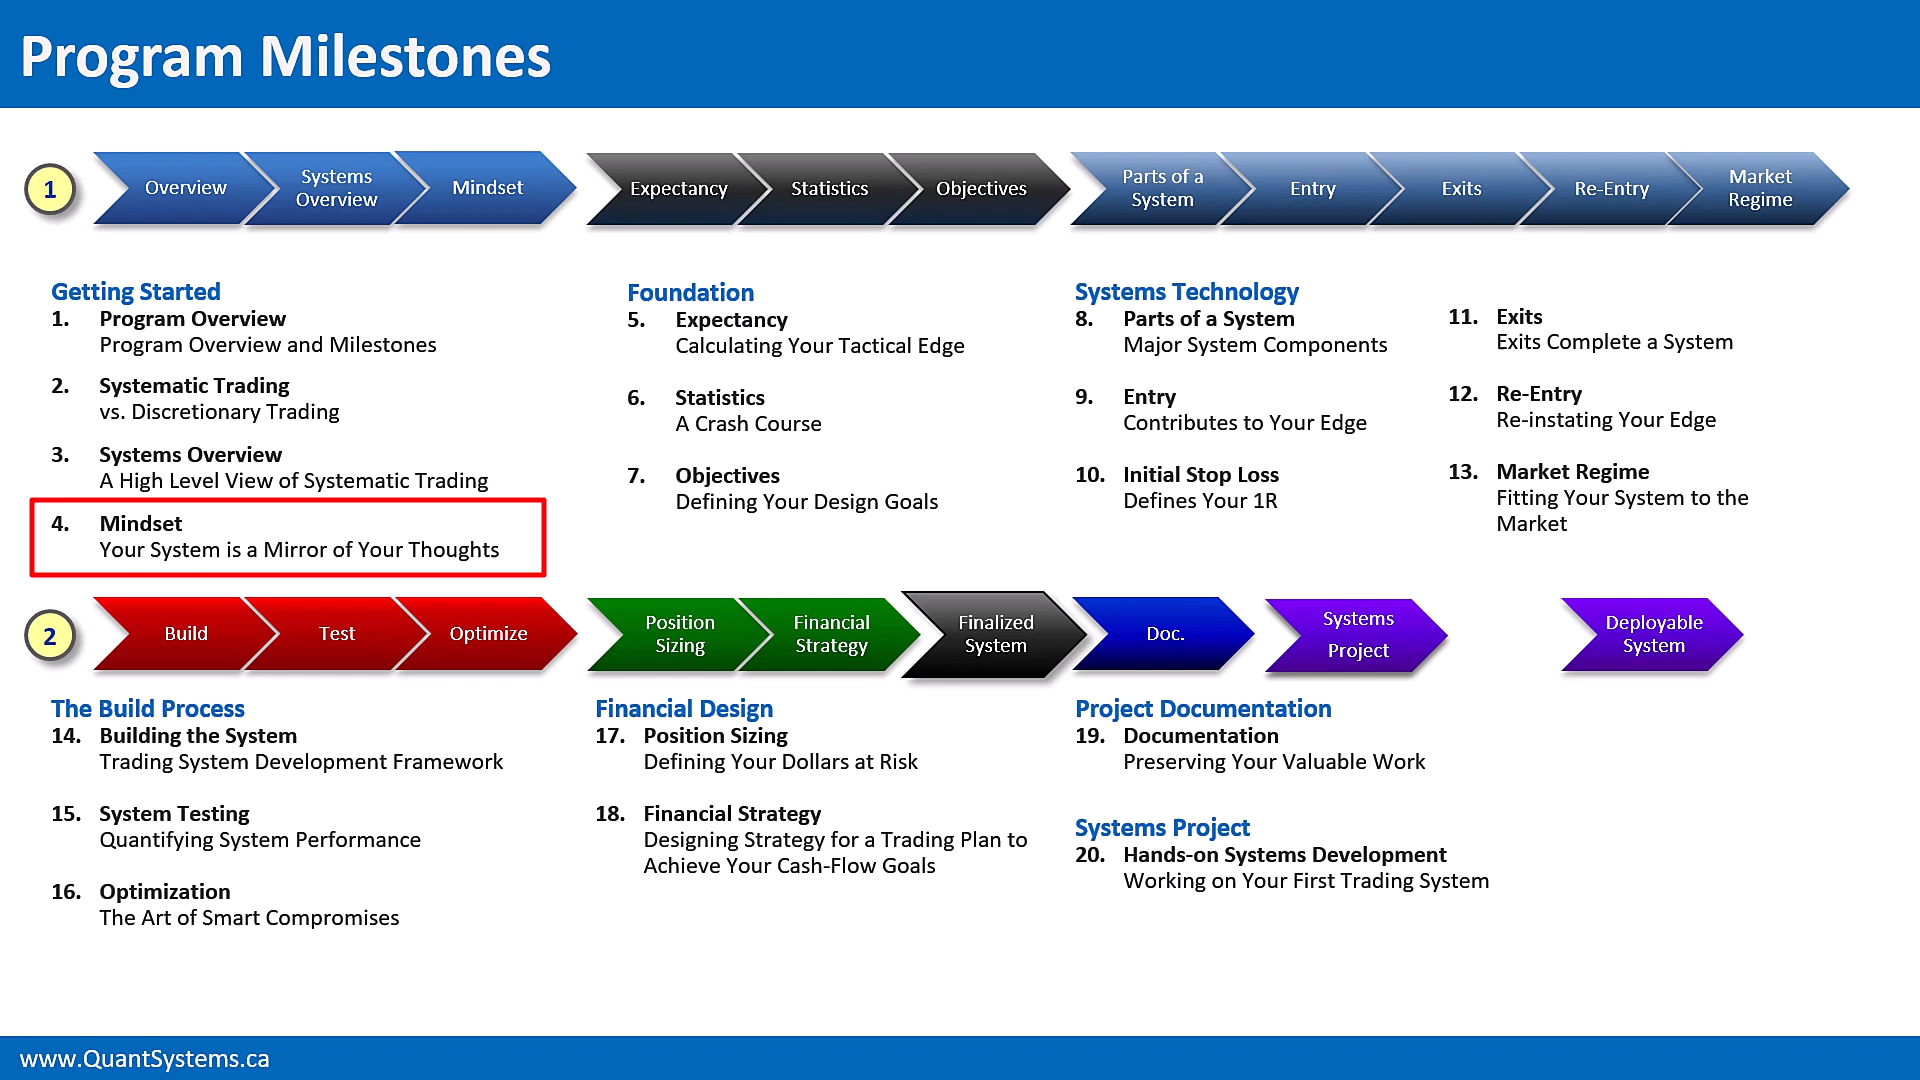 Program Milestones
1
Overview
Systems
Overview
Mindset
Expectancy
Statistics
Objectives
Parts of a
System
Entry
Exits
Re-Entry
Market
Regime
Getting Started
1. Program Overview
Program Overview and Milestones
2. Systematic Trading
vs. Discretionary Trading
3. Systems Overview
A High Level View of Systematic Trading
4. Mindset
Your System is a Mirror of Your Thoughts
Foundation
5. Expectancy
Calculating Your Tactical Edge
6. Statistics
A Crash Course
7. Objectives
Defining Your Design Goals
Systems Technology
8. Parts of a System
Major System Components
9. Entry
Contributes to Your Edge
10. Initial Stop Loss
Defines Your 1R
11. Exits
Exits Complete a System
12. Re-Entry
Re-instating Your Edge
13. Market Regime
Fitting Your System to the
Market
2
Build
Test
Optimize
Position
Sizing
Financial
Strategy
Finalized
System
Doc.
Systems
Project
Deployable
System
The Build Process
14. Building the System
Trading System Development Framework
15. System Testing
Quantifying System Performance
16. Optimization
The Art of Smart Compromises
Financial Design
17. Position Sizing
Defining Your Dollars at Risk
18. Financial Strategy
Designing Strategy for a Trading Plan to
Achieve Your Cash-Flow Goals
Project Documentation
19. Documentation
Preserving Your Valuable Work
Systems Project
20. Hands-on Systems Development
Working on Your First Trading System
www.QuantSystems.ca